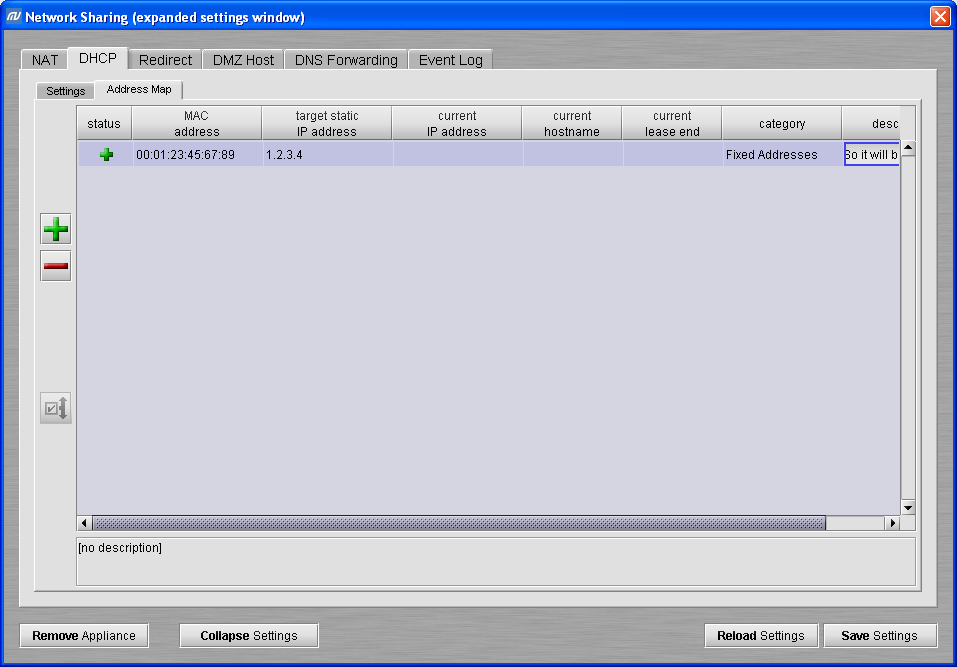 Network Sharing (expanded settings window)
NAT DHCP Redirect DMZ Host DNS Forwarding Event Log
Settings Address Map
status MAC address target static IP address current IP address current hostname current lease end category desc
00:01:23:45:67:89 1.2.3.4 Fixed Addresses So it will b
[no description]
Remove Appliance Collapse Settings Reload Settings Save Settings